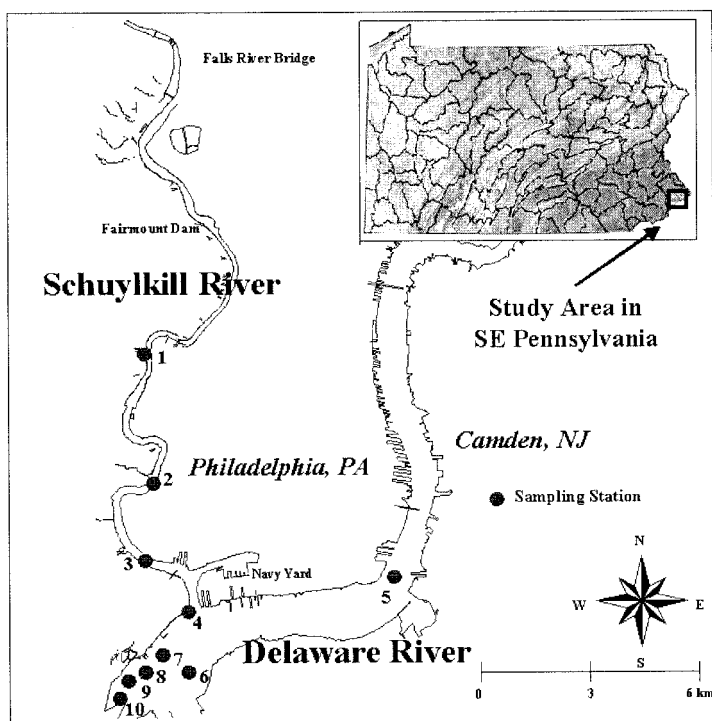 Falls River Bridge
Fairmount Dam
Schuylkill River
Study Area in
SE Pennsylvania
1
Camden, NJ
2
Philadelphia, PA
Sampling Station
3
Navy Yard
5
4
N
W E
S
Delaware River
7
8
6
9
10
0 3 6 km